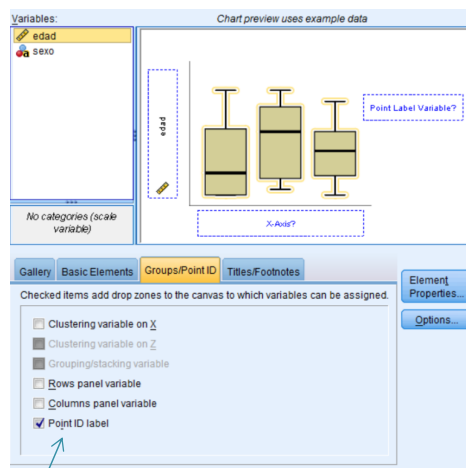 Variables:
Chart preview uses example data
edad
sexo
edad
Point Label Variable?
X-Axis?
No categories (scale
variable)
Gallery Basic Elements Groups/Point ID Titles/Footnotes
Checked items add drop zones to the canvas to which variables can be assigned.
Clustering variable on X
Clustering variable on Z
Grouping/stacking variable
Rows panel variable
Columns panel variable
Point ID label
Element
Properties...
Options...